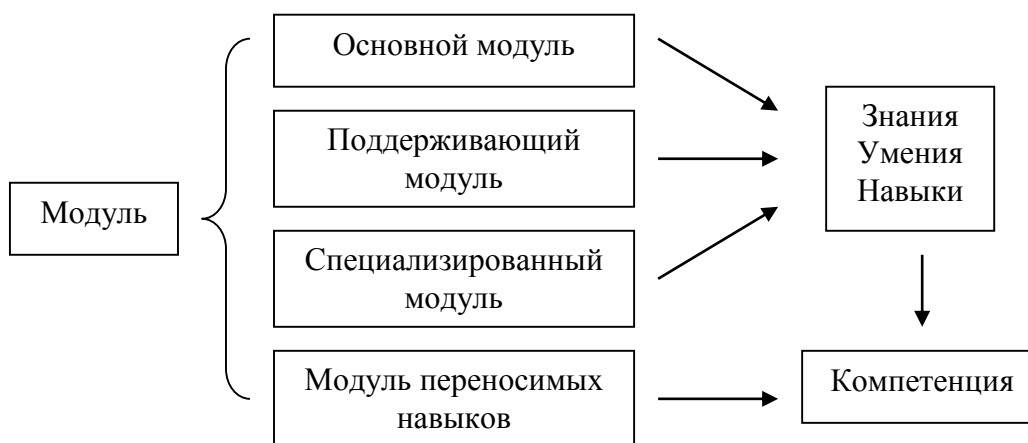 Модуль
Основной модуль
Поддерживающий
модуль
Специализированный
модуль
Модуль переносимых
навыков
Знания
Умения
Навыки
Компетенция